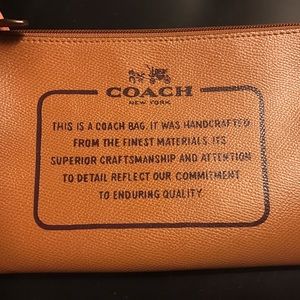 COACH
NEW YORK
THIS IS A COACH BAG. IT WAS HANDCRAFTED
FROM THE FINEST MATERIALS. ITS
SUPERIOR CRAFTSMANSHIP AND ATTENTION
TO DETAIL REFLECT OUR COMMITMENT
TO ENDURING QUALITY.